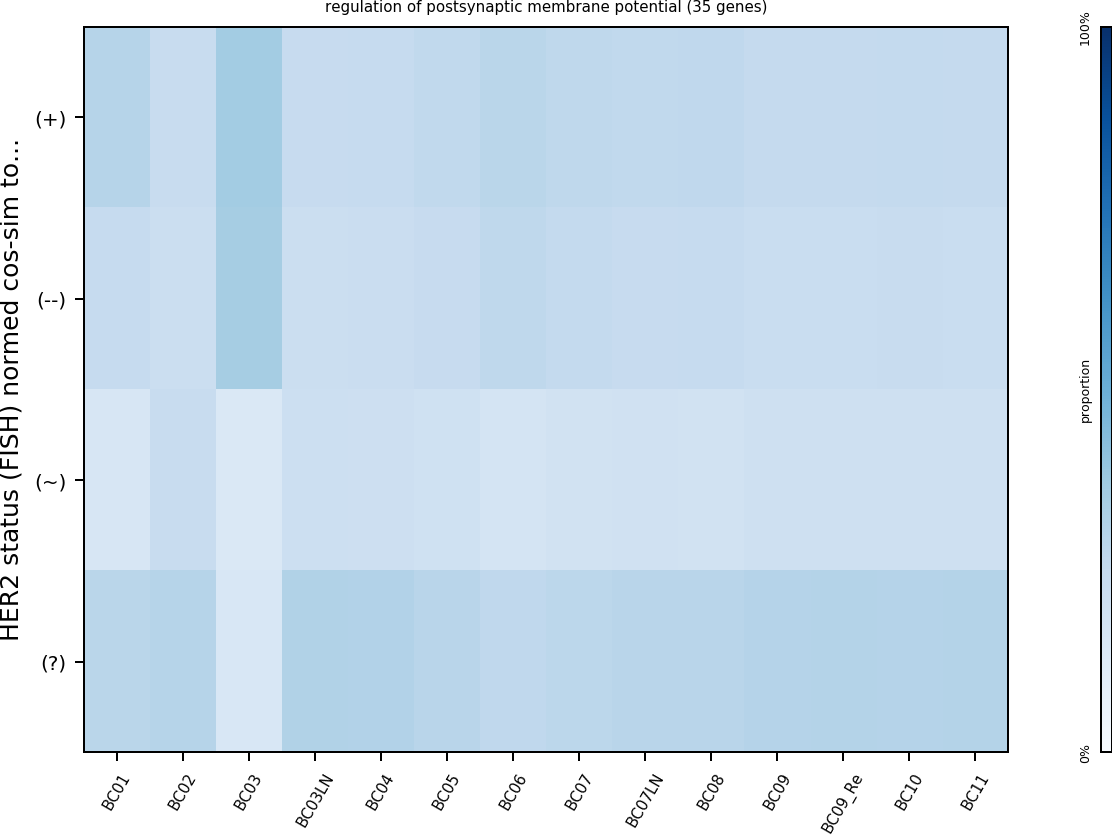 regulation of postsynaptic membrane potential (35 genes)
HER2 status (FISH) normed cos-sim to...
(+)
(--)
(~)
(?)
BC01
BC02
BC03
BC03LN
BC04
BC05
BC06
BC07
BC07LN
BC08
BC09
BC09_Re
BC10
BC11
100%
proportion
0%